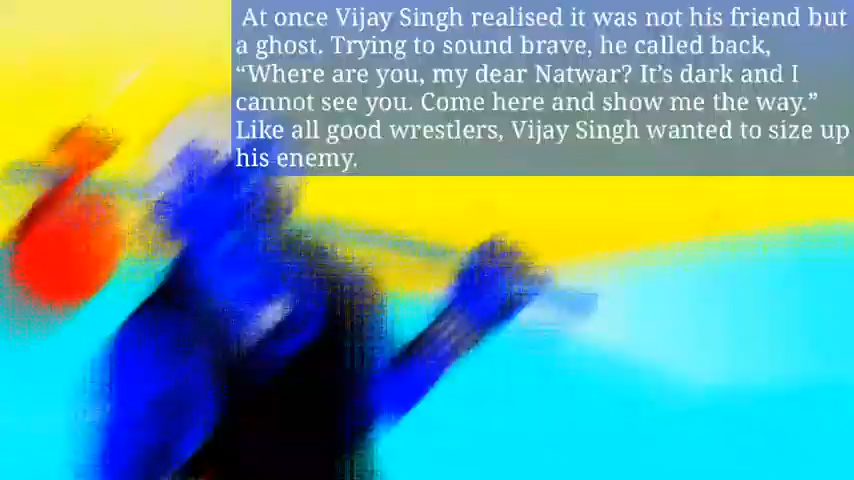 At once Vijay Singh realised it was not his friend but
a ghost. Trying to sound brave, he called back,
“Where are you, my dear Natwar? It’s dark and I
cannot see you. Come here and show me the way.”
Like all good wrestlers, Vijay Singh wanted to size up
his enemy.